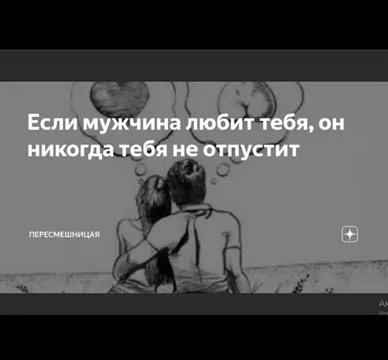 Если мужчина любит тебя, он
никогда тебя не отпустит
ПЕРЕСМЕШНИЦАЯ